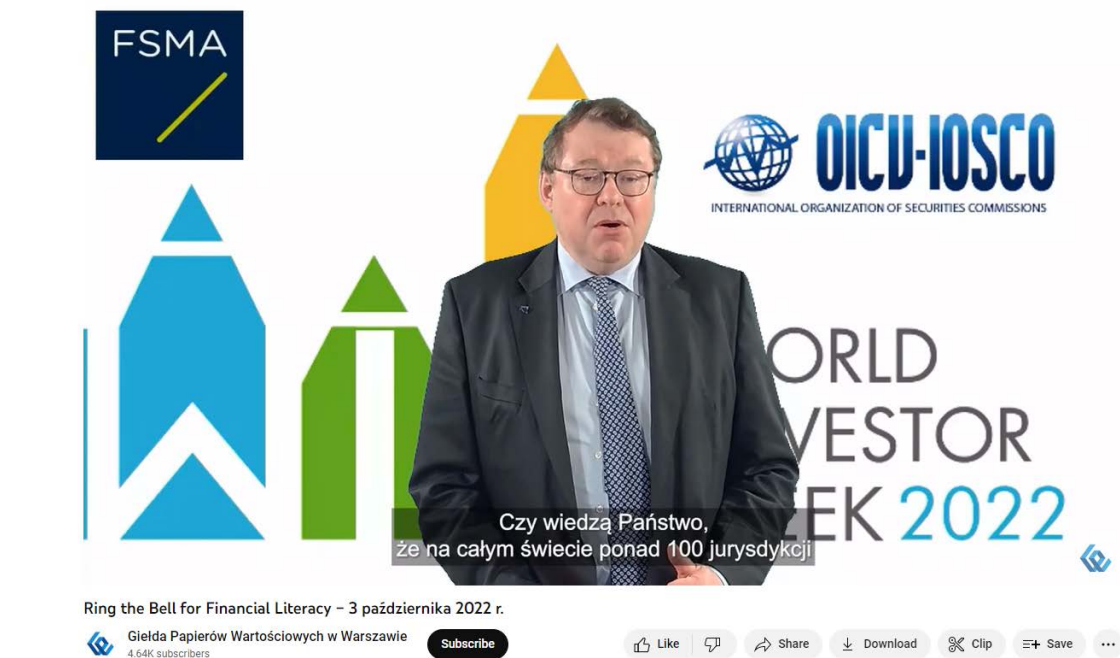 FSMA
OICU-IOSCO
INTERNATIONAL ORGANIZATION OF SECURITIES COMMISSIONS
ORLD
VESTOR
EK 2022
Czy wiedzą Państwo,
że na całym świecie ponad 100 jurysdykcji
Ring the Bell for Financial Literacy – 3 października 2022 r.
Giełda Papierów Wartościowych w Warszawie
4.64K subscribers
Subscribe
Like
Share
Download
Clip
Save